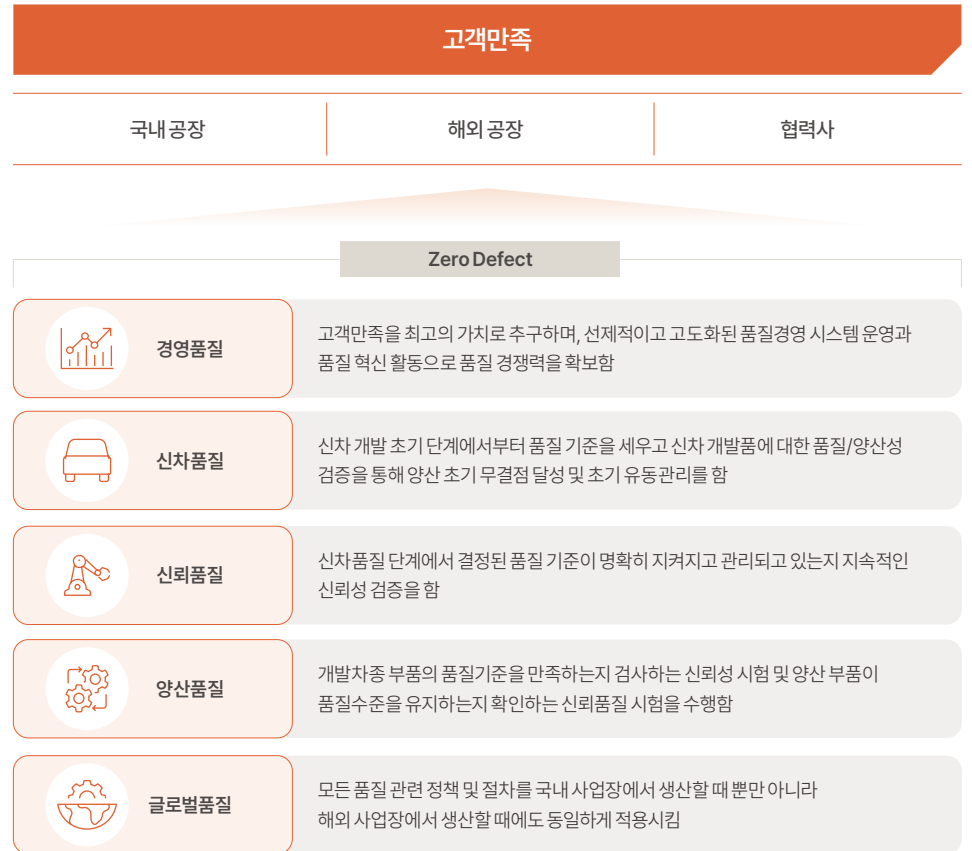 고객만족
국내 공장
해외 공장
협력사
Zero Defect
경영품질
고객만족을 최고의 가치로 추구하며, 선제적이고 고도화된 품질경영 시스템 운영과
품질 혁신 활동으로 품질 경쟁력을 확보함
신차품질
신차 개발 초기 단계에서부터 품질 기준을 세우고 신차 개발품에 대한 품질/양산성
검증을 통해 양산 초기 무결점 달성 및 초기 유동관리를 함
신뢰품질
신차품질 단계에서 결정된 품질 기준이 명확히 지켜지고 관리되고 있는지 지속적인
신뢰성 검증을 함
양산품질
개발차종 부품의 품질기준을 만족하는지 검사하는 신뢰성 시험 및 양산 부품이
품질수준을 유지하는지 확인하는 신뢰품질 시험을 수행함
글로벌품질
모든 품질 관련 정책 및 절차를 국내 사업장에서 생산할 때 뿐만 아니라
해외 사업장에서 생산할 때에도 동일하게 적용시킴